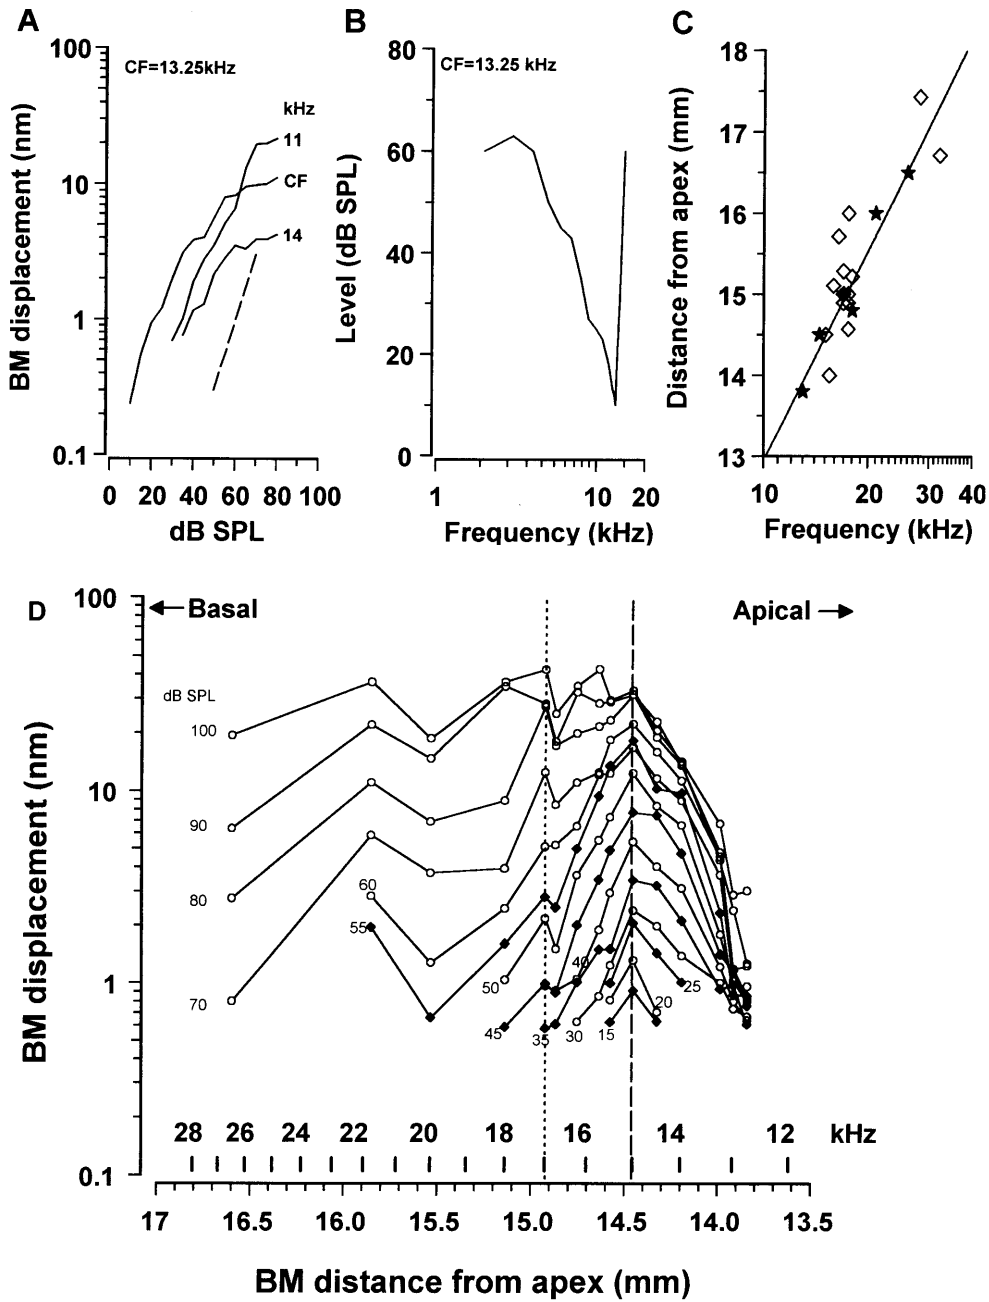 A
CF=13.25kHz
kHz
11
CF
14
100
10
1
0.1
0 20 40 60 80 100
dB SPL
BM displacement (nm)
B
CF=13.25 kHz
80
60
40
20
0
1 10 20
Frequency (kHz)
Level (dB SPL)
C
18
17
16
15
14
13
10 20 30 40
Frequency (kHz)
Distance from apex (mm)
D
Basal
Apical
dB SPL
100
90
80
70
60
55
50
45
40
35
30
15
20
25
100
10
1
0.1
28 26 24 22 20 18 16 14 12 kHz
17 16.5 16.0 15.5 15.0 14.5 14.0 13.5
BM distance from apex (mm)
BM displacement (nm)